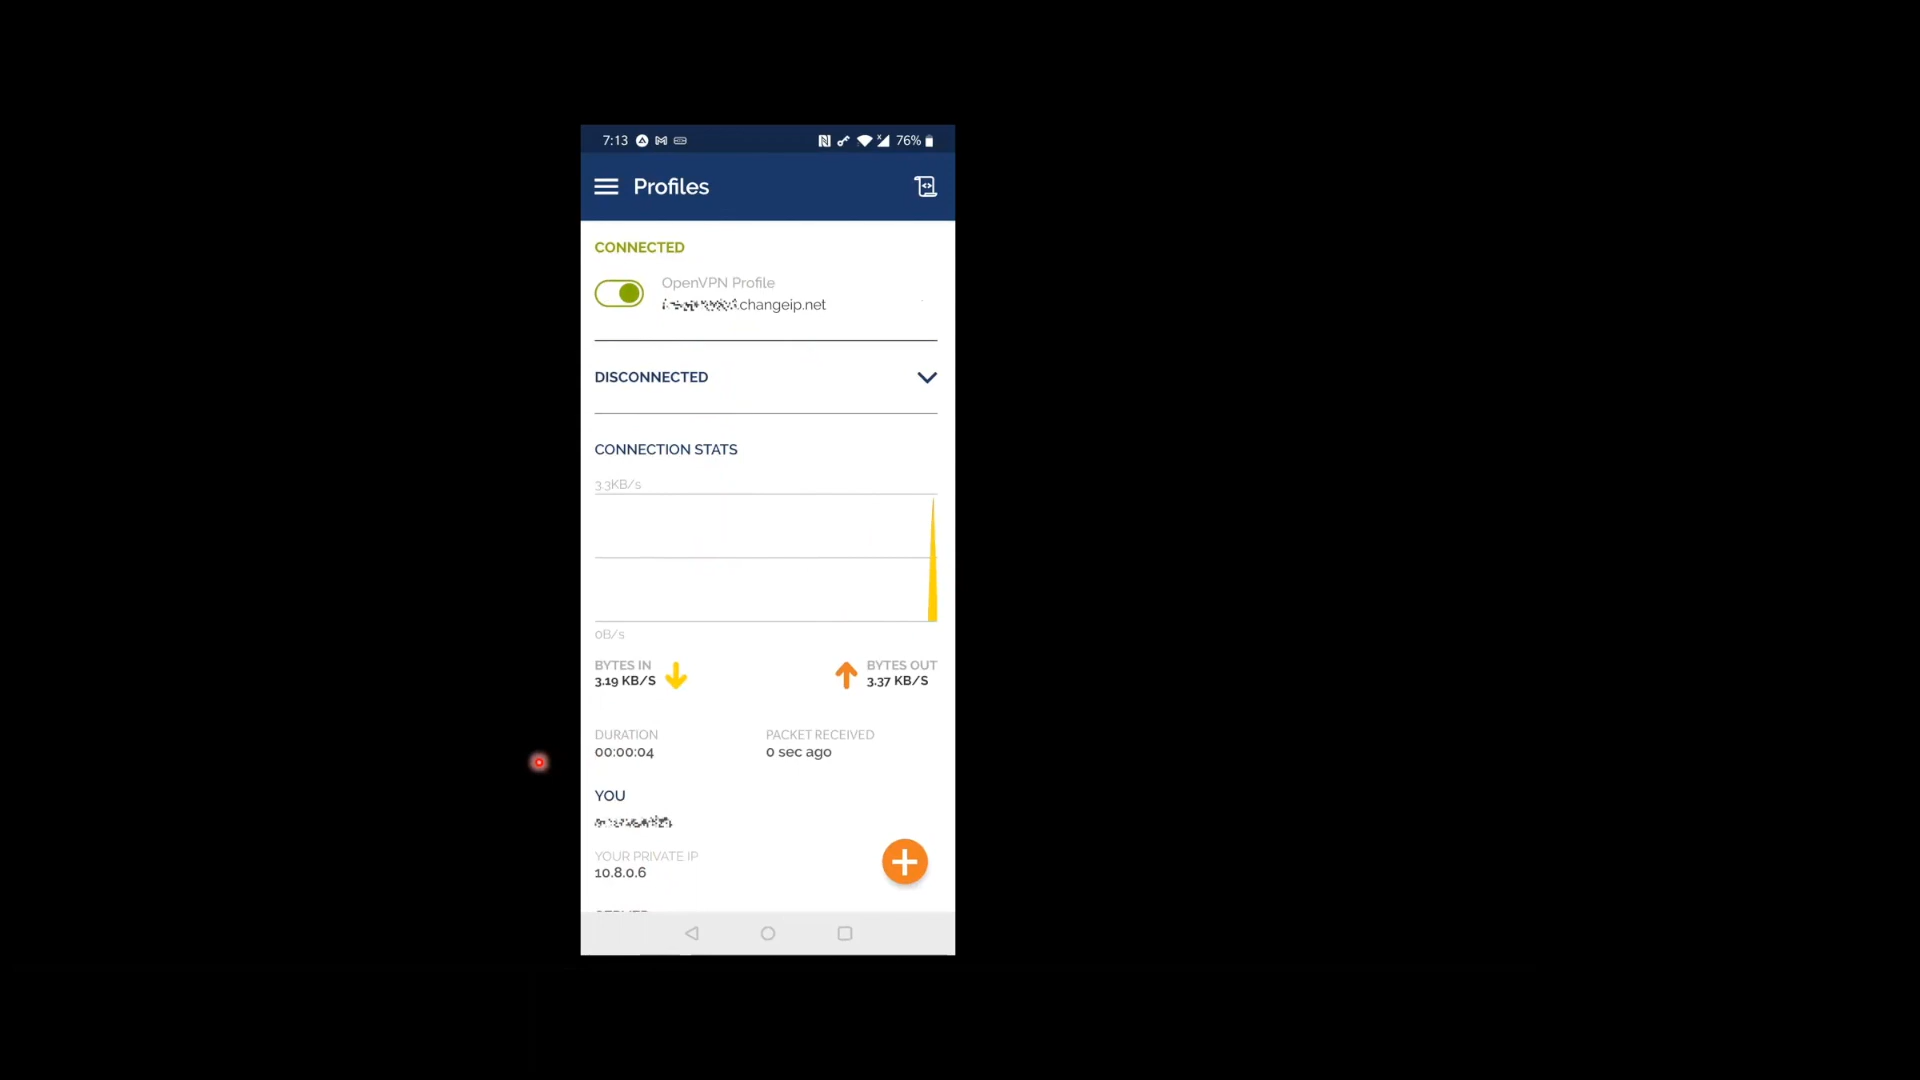 7:13 76%
Profiles
CONNECTED
OpenVPN Profile
.changeip.net
DISCONNECTED
CONNECTION STATS
3.3KB/s
0B/s
BYTES IN BYTES OUT
3.19 KB/S 3.37 KB/S
DURATION PACKET RECEIVED
00:00:04 0 sec ago
YOU
YOUR PRIVATE IP
10.8.0.6